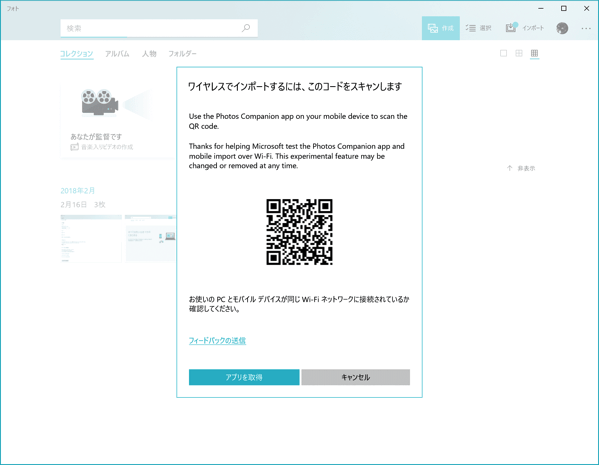 フォト
検索
作成
選択
インポート
コレクション アルバム 人物 フォルダー
あなたが監督です
音楽入りビデオの作成
非表示
2018年2月
2月16日 3枚
ワイヤレスでインポートするには、このコードをスキャンします
Use the Photos Companion app on your mobile device to scan the
QR code.
Thanks for helping Microsoft test the Photos Companion app and
mobile import over Wi-Fi. This experimental feature may be
changed or removed at any time.
お使いの PC とモバイル デバイスが同じ Wi-Fi ネットワークに接続されているか
確認してください。
フィードバックの送信
アプリを取得
キャンセル